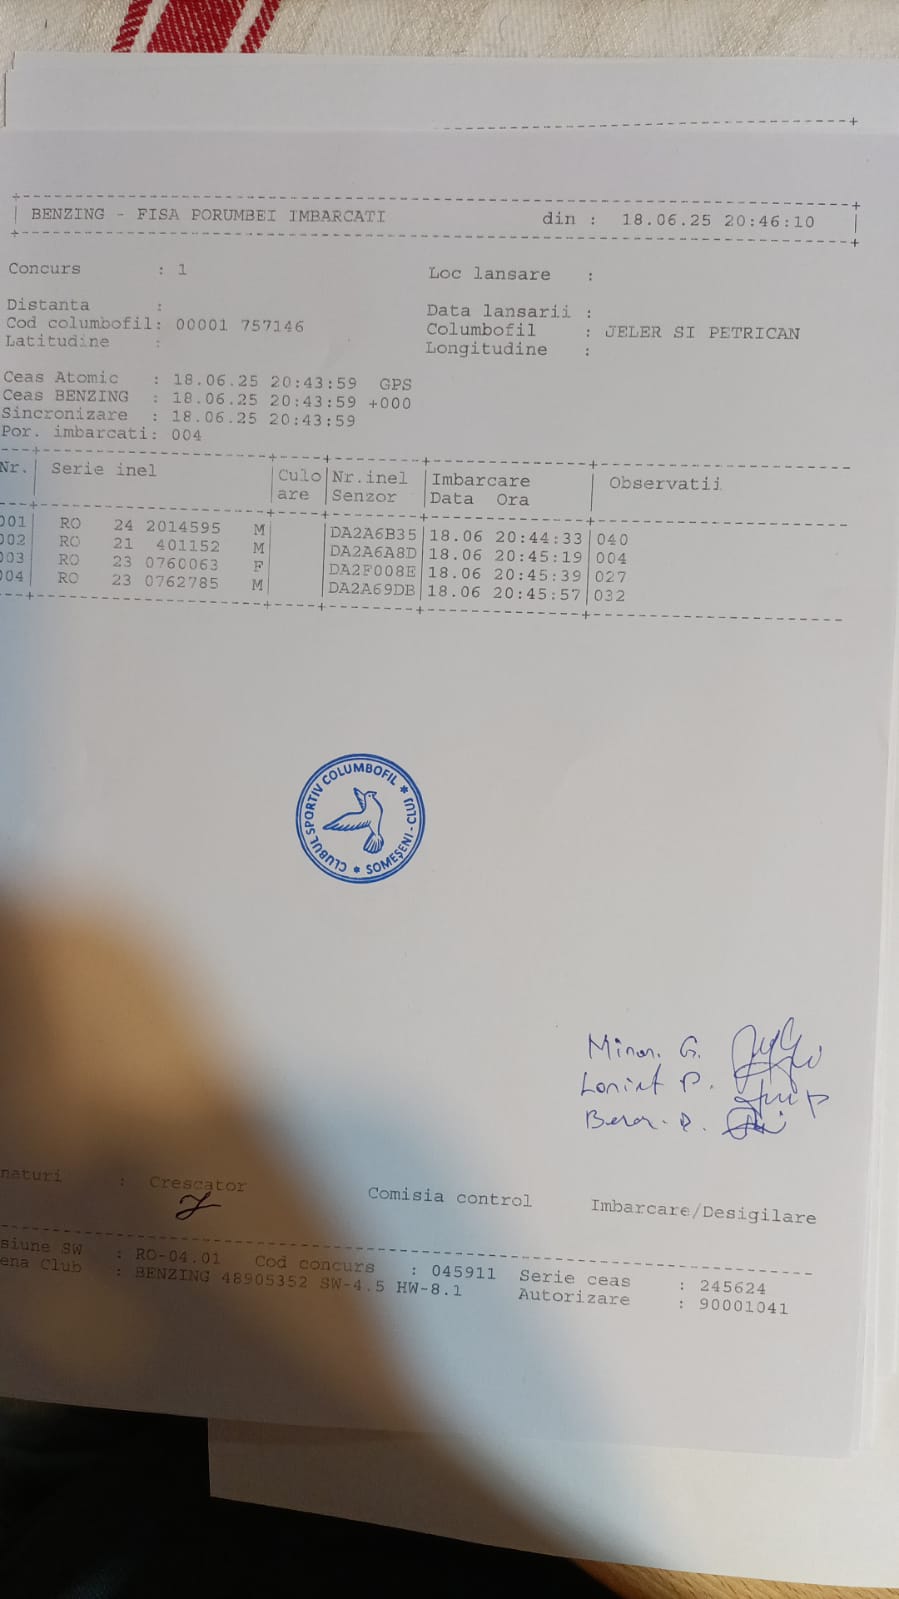 BENZING - FISA PORUMBEI IMBARCATI din : 18.06.25 20:46:10
Concurs : 1 Loc lansare :
Distanta : Data lansarii :
Cod columbofil: 00001 757146 Columbofil : JELER SI PETRICAN
Latitudine : Longitudine :
Ceas Atomic : 18.06.25 20:43:59 GPS
Ceas BENZING : 18.06.25 20:43:59 +000
Sincronizare : 18.06.25 20:43:59
Por. imbarcati: 004
Nr. Serie inel Culo Nr.inel Imbarcare Observatii
are Senzor Data Ora
001 RO 24 2014595 M DA2A6B35 18.06 20:44:33 040
002 RO 21 401152 M DA2A6A8D 18.06 20:45:19 004
003 RO 23 0760063 F DA2F008E 18.06 20:45:39 027
004 RO 23 0762785 M DA2A69DB 18.06 20:45:57 032
CLUBUL SPORTIV COLUMBOFIL * SOMEȘENI-CLUJ *
G.
P.
naturi : Crescator Comisia control Imbarcare/Desigilare
siune SW : RO-04.01 Cod concurs : 045911 Serie ceas : 245624
ena Club : BENZING 48905352 SW-4.5 HW-8.1 Autorizare : 90001041